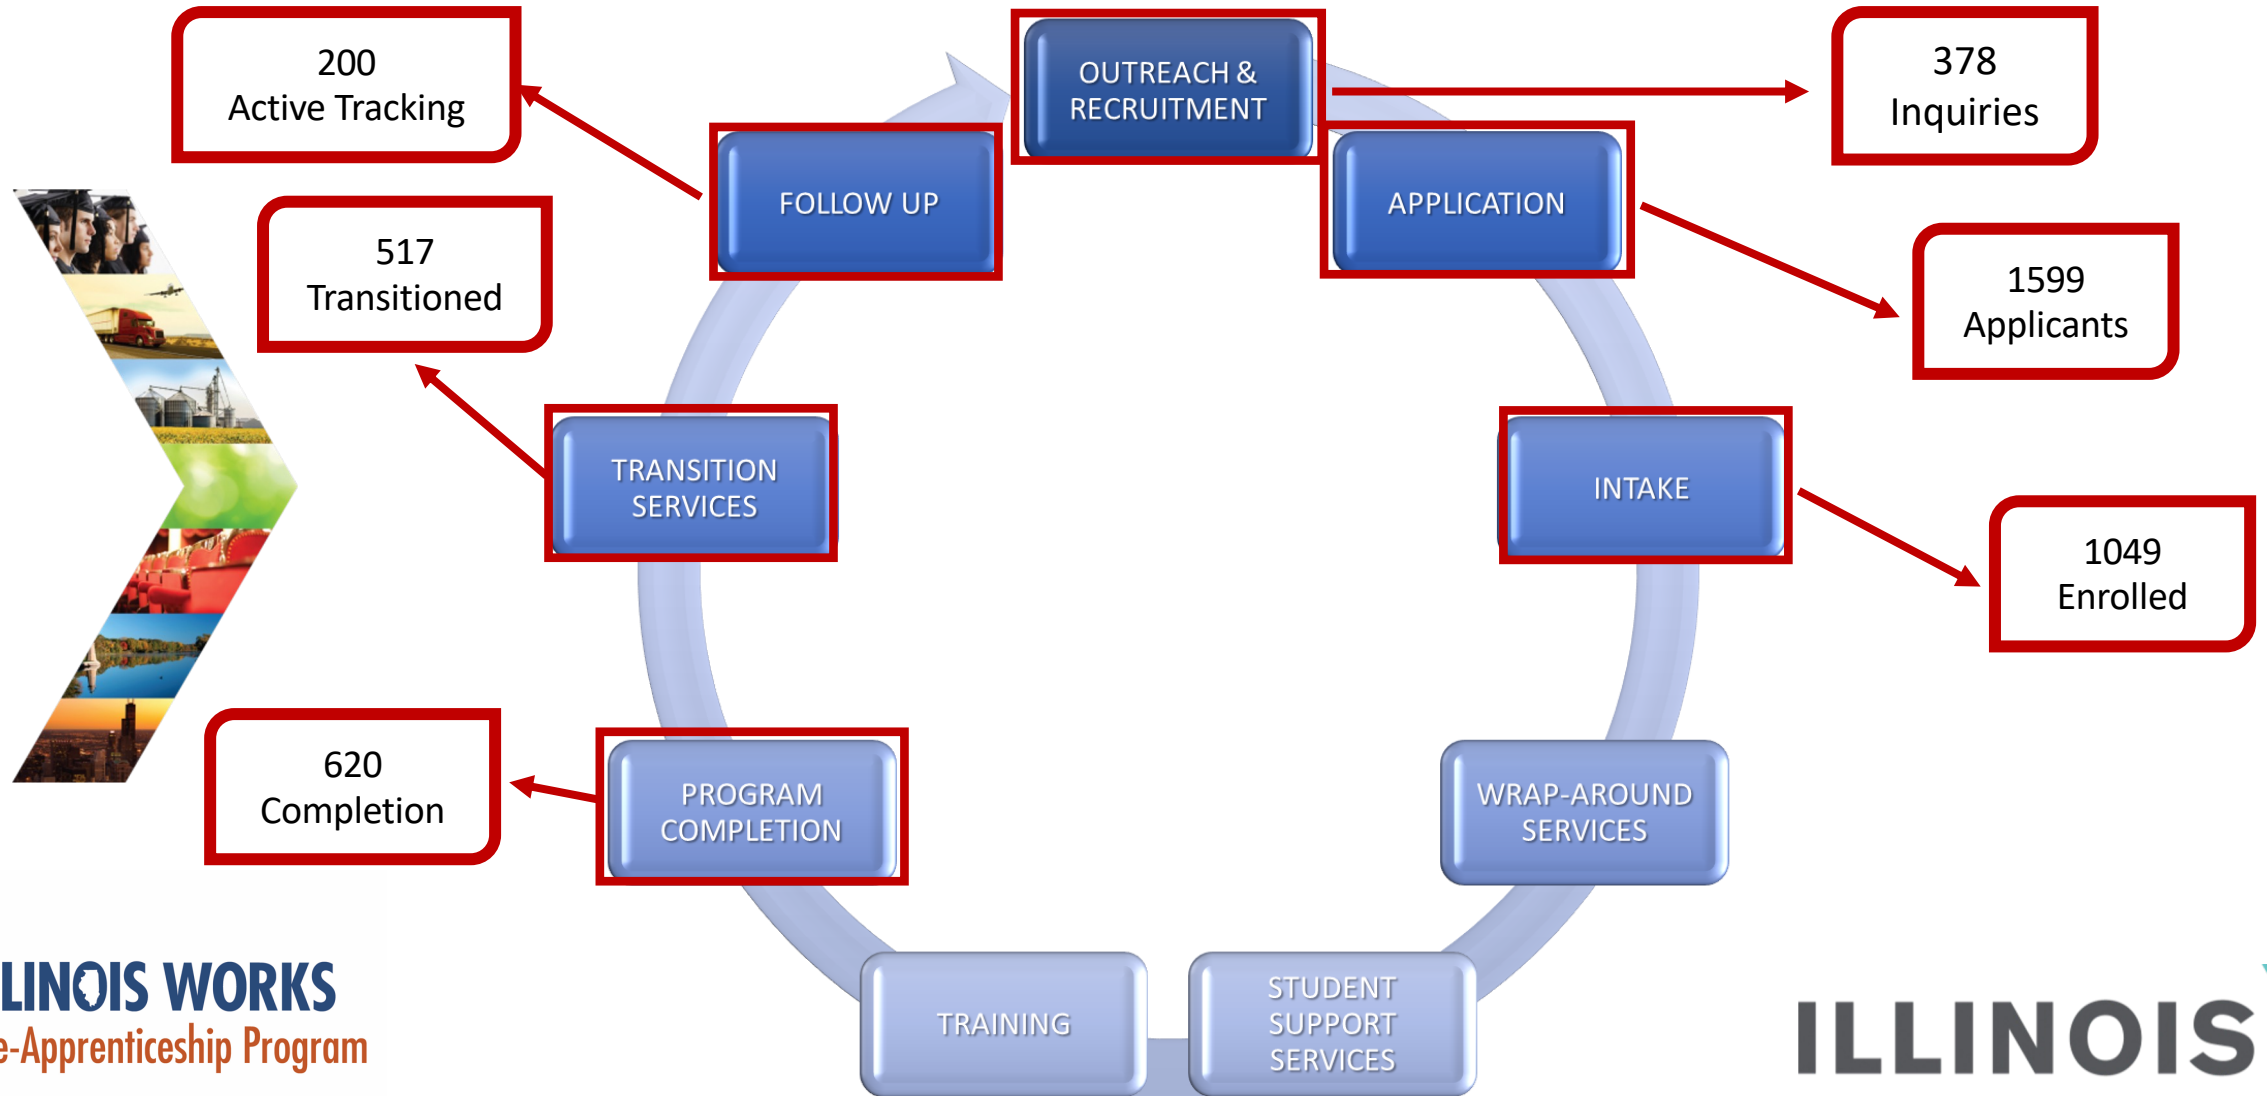 OUTREACH &
RECRUITMENT
378
Inquiries
APPLICATION
1599
Applicants
INTAKE
1049
Enrolled
WRAP-AROUND
SERVICES
STUDENT
SUPPORT
SERVICES
TRAINING
PROGRAM
COMPLETION
620
Completion
TRANSITION
SERVICES
517
Transitioned
FOLLOW UP
200
Active Tracking
LINOIS WORKS
e-Apprenticeship Program
ILLINOIS